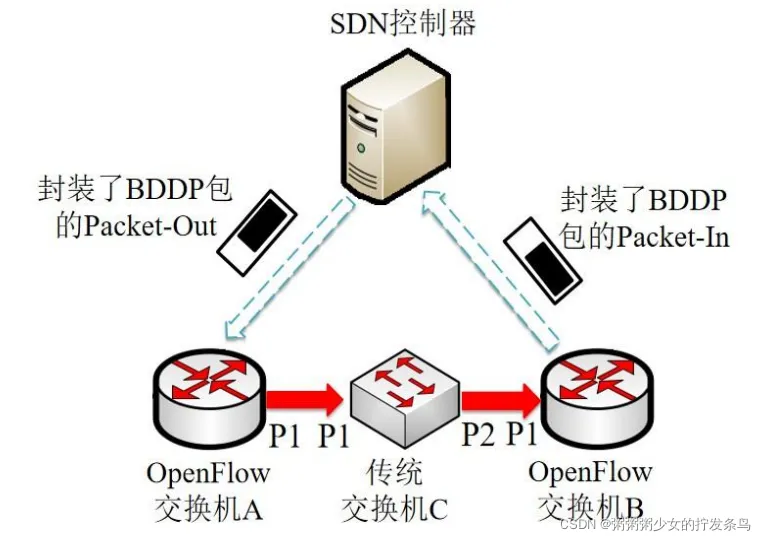 SDN控制器
封装了BDDP包
的Packet-Out
封装了BDDP
包的Packet-In
P1 P1 P2 P1
OpenFlow
交换机A
传统
交换机C
OpenFlow
交换机B
CSDN @粥粥粥少女的拧发条鸟